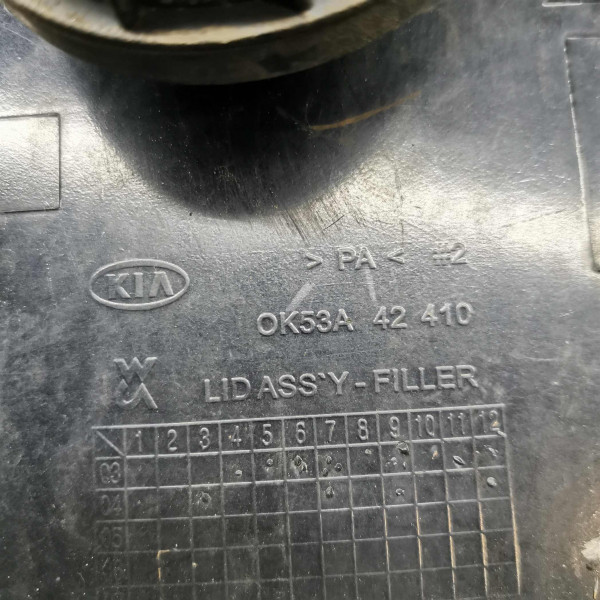 > PA < #2
KIA
OK53A 42 410
LID ASS'Y - FILLER
1 2 3 4 5 6 7 8 9 10 11 12
03
04
05